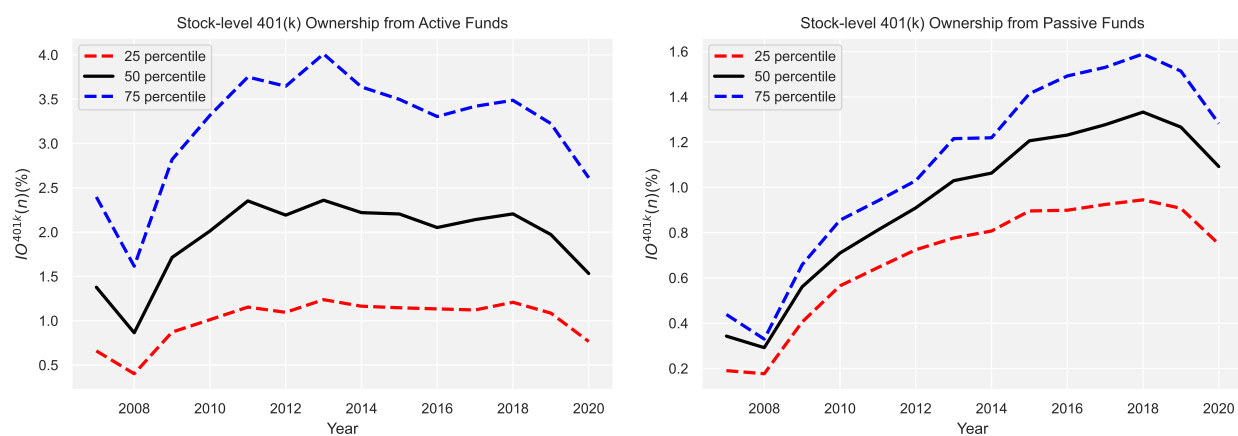 Stock-level 401(k) Ownership from Active Funds
25 percentile
50 percentile
75 percentile
4.0
3.5
3.0
2.5
2.0
1.5
1.0
0.5
IO^{401k}(n)(%)
2008 2010 2012 2014 2016 2018 2020
Year
Stock-level 401(k) Ownership from Passive Funds
25 percentile
50 percentile
75 percentile
1.6
1.4
1.2
1.0
0.8
0.6
0.4
0.2
IO^{401k}(n)(%)
2008 2010 2012 2014 2016 2018 2020
Year